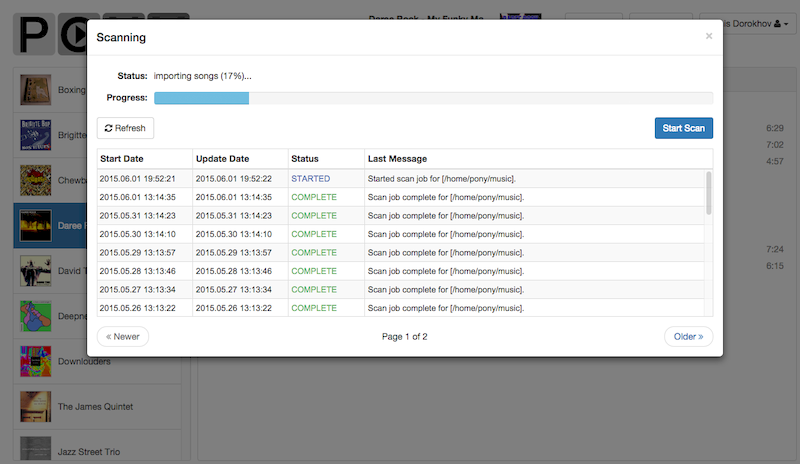 P
Daree Rock - My Funky Ma
is Dorokhov
Scanning
×
Status: importing songs (17%)...
Progress:
Refresh
Start Scan
Start Date Update Date Status Last Message
2015.06.01 19:52:21 2015.06.01 19:52:22 STARTED Started scan job for [/home/pony/music].
2015.06.01 13:14:35 2015.06.01 13:14:35 COMPLETE Scan job complete for [/home/pony/music].
2015.05.31 13:14:23 2015.05.31 13:14:23 COMPLETE Scan job complete for [/home/pony/music].
2015.05.30 13:14:10 2015.05.30 13:14:10 COMPLETE Scan job complete for [/home/pony/music].
2015.05.29 13:13:57 2015.05.29 13:13:57 COMPLETE Scan job complete for [/home/pony/music].
2015.05.28 13:13:46 2015.05.28 13:13:46 COMPLETE Scan job complete for [/home/pony/music].
2015.05.27 13:13:34 2015.05.27 13:13:34 COMPLETE Scan job complete for [/home/pony/music].
2015.05.26 13:13:22 2015.05.26 13:13:22 COMPLETE Scan job complete for [/home/pony/music].
« Newer
Page 1 of 2
Older »
Boxing
Brigitte
Chewb
Daree
David T
Deepne
Downlouders
The James Quintet
Jazz Street Trio
6:29
7:02
4:57
7:24
6:15